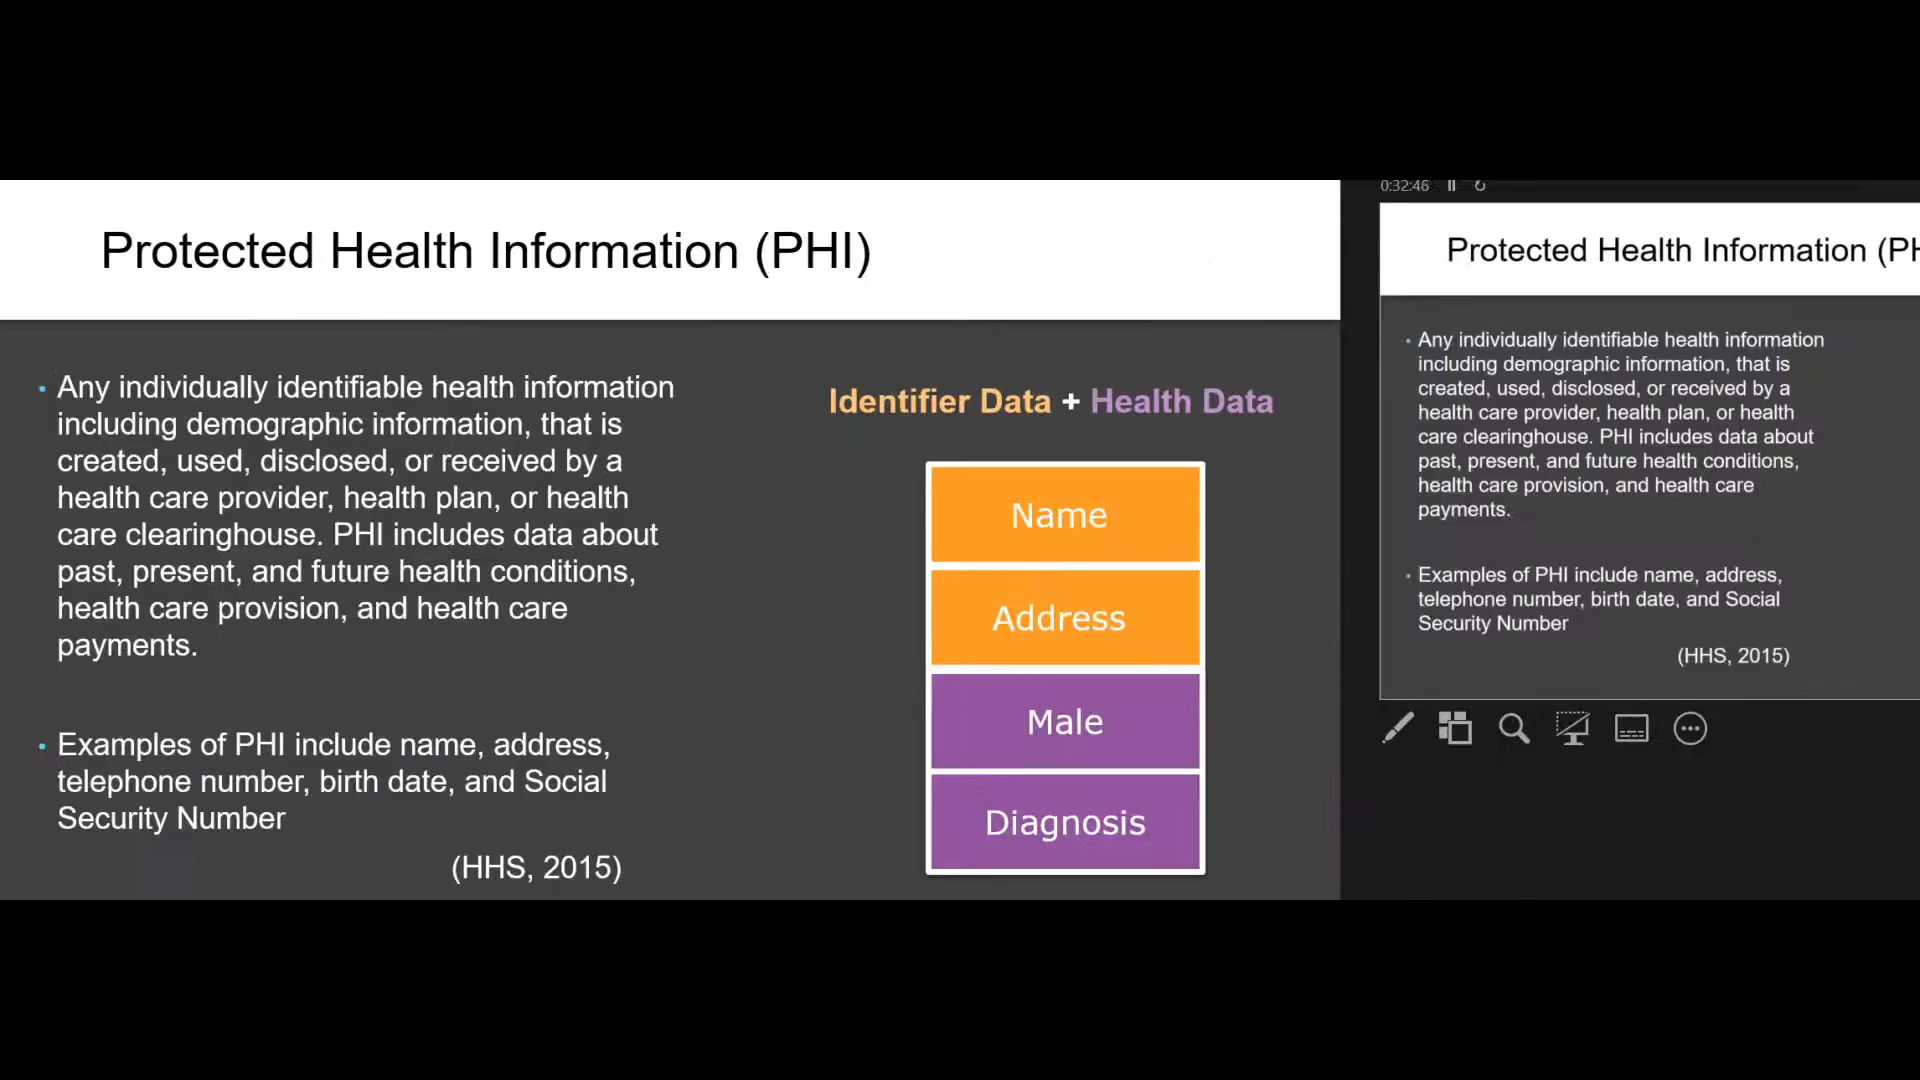 Protected Health Information (PHI)
• Any individually identifiable health information
including demographic information, that is
created, used, disclosed, or received by a
health care provider, health plan, or health
care clearinghouse. PHI includes data about
past, present, and future health conditions,
health care provision, and health care
payments.
• Examples of PHI include name, address,
telephone number, birth date, and Social
Security Number
(HHS, 2015)
Identifier Data + Health Data
Name
Address
Male
Diagnosis
0:32:46
Protected Health Information (PH
• Any individually identifiable health information
including demographic information, that is
created, used, disclosed, or received by a
health care provider, health plan, or health
care clearinghouse. PHI includes data about
past, present, and future health conditions,
health care provision, and health care
payments.
• Examples of PHI include name, address,
telephone number, birth date, and Social
Security Number
(HHS, 2015)